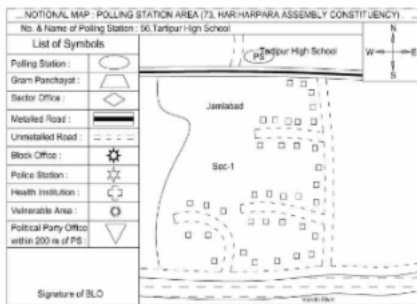 ...NOTIONAL MAP : POLLING STATION AREA (73, HARIHARPARA ASSEMBLY CONSTITUENCY)...
No. & Name of Polling Station : 56.Tartipur High School
List of Symbols
Polling Station :
Gram Panchayat :
Sector Office :
Metalled Road :
Unmetalled Road :
Block Office :
Police Station :
Health Institution :
Vulnerable Area :
Political Party Office
within 200 m of PS
Signature of BLO
Tartipur High School
PS
N
W
E
S
Jamlabad
Sec-1
River